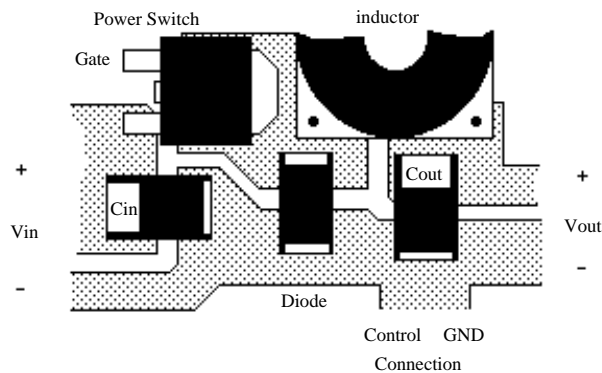 Power Switch
inductor
Gate
+
Cin
Cout
+
Vin
Vout
-
-
Diode
Control GND
Connection